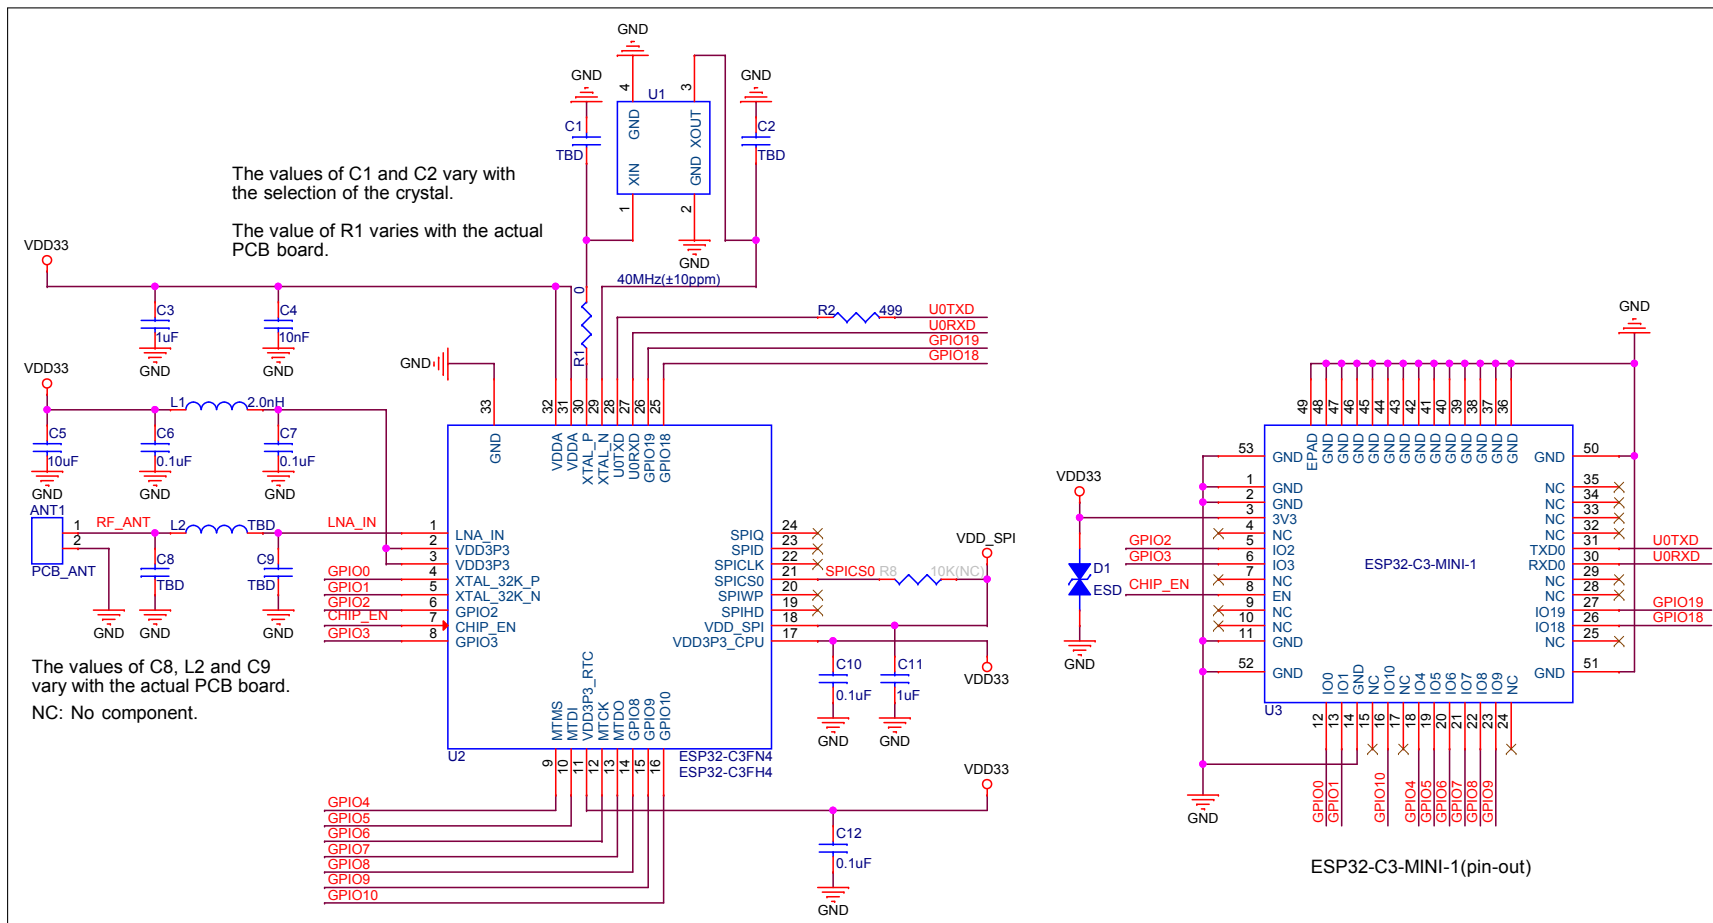 GND
4
3
U1
GND
XOUT
XIN
GND
1
2
GND
GND
C1
TBD
GND
C2
TBD
40MHz(±10ppm)
The values of C1 and C2 vary with
the selection of the crystal.
The value of R1 varies with the actual
PCB board.
VDD33
C3
1uF
GND
C4
10nF
GND
0
R1
R2
499
U0TXD
U0RXD
GPIO19
GPIO18
GND
VDD33
L1
2.0nH
C5
10uF
GND
C6
0.1uF
GND
C7
0.1uF
GND
ANT1
1
2
PCB_ANT
RF_ANT
L2
TBD
LNA_IN
C8
TBD
GND
C9
TBD
GND
GND
The values of C8, L2 and C9
vary with the actual PCB board.
NC: No component.
33
32
31
30
29
28
27
26
25
GND
VDDA
VDDA
XTAL_P
XTAL_N
U0TXD
U0RXD
GPIO19
GPIO18
1
LNA_IN
2
VDD3P3
3
VDD3P3
GPIO0
4
XTAL_32K_P
GPIO1
5
XTAL_32K_N
GPIO2
6
GPIO2
CHIP_EN
7
CHIP_EN
GPIO3
8
GPIO3
SPIQ
24
SPID
23
SPICLK
22
SPICS0
21
SPIWP
20
SPIHD
19
VDD_SPI
18
VDD3P3_CPU
17
SPICS0
R8
10K(NC)
VDD_SPI
C10
0.1uF
GND
C11
1uF
GND
VDD33
MTMS
MTDI
VDD3P3_RTC
MTCK
MTDO
GPIO8
GPIO9
GPIO10
U2
ESP32-C3FN4
ESP32-C3FH4
9
10
11
12
13
14
15
16
GPIO4
GPIO5
GPIO6
GPIO7
GPIO8
GPIO9
GPIO10
VDD33
C12
0.1uF
GND
GND
49
48
47
46
45
44
43
42
41
40
39
38
37
36
EPAD
GND
GND
GND
GND
GND
GND
GND
GND
GND
GND
GND
GND
GND
VDD33
D1
ESD
GND
53
GND
1
GND
2
GND
3
3V3
4
NC
GPIO2
5
IO2
GPIO3
6
IO3
7
NC
CHIP_EN
8
EN
9
NC
10
NC
11
GND
52
GND
ESP32-C3-MINI-1
GND
50
NC
35
NC
34
NC
33
NC
32
TXD0
31
U0TXD
RXD0
30
U0RXD
NC
29
NC
28
IO19
27
GPIO19
IO18
26
GPIO18
NC
25
GND
51
U3
IO0
IO1
GND
NC
IO10
NC
IO4
IO5
IO6
IO7
IO8
IO9
NC
12
13
14
15
16
17
18
19
20
21
22
23
24
GND
GPIO0
GPIO1
GPIO10
GPIO4
GPIO5
GPIO6
GPIO7
GPIO8
GPIO9
ESP32-C3-MINI-1(pin-out)